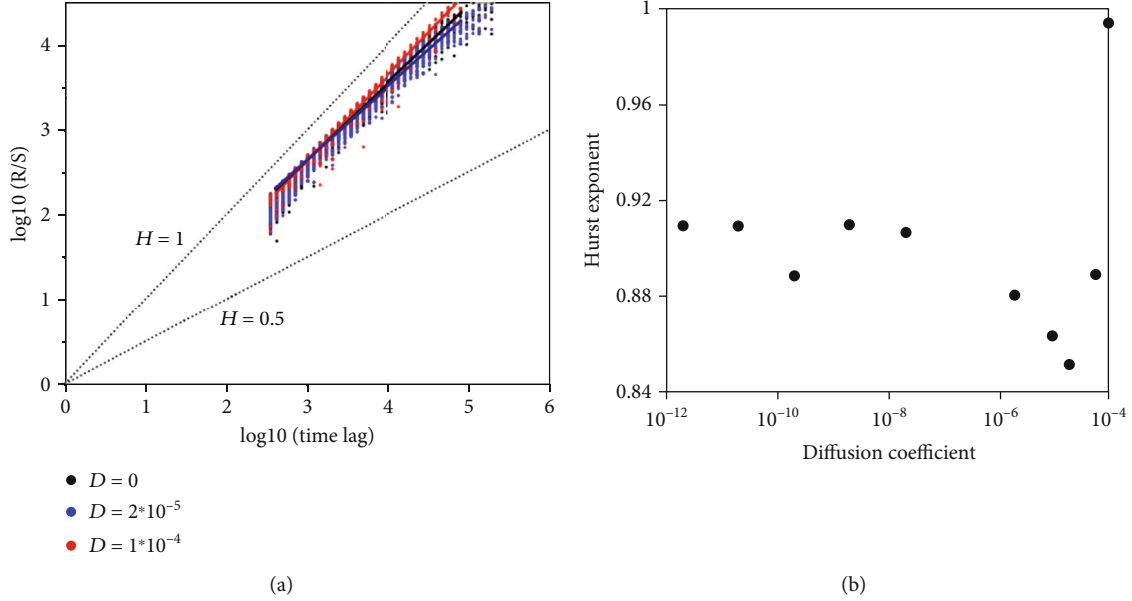 4
3
2
1
0
0
1
2
3
4
5
6
log10 (R/S)
log10 (time lag)
H = 1
H = 0.5
D = 0
D = 2*10⁻⁵
D = 1*10⁻⁴
(a)
1
0.96
0.92
0.88
0.84
10⁻¹²
10⁻¹⁰
10⁻⁸
10⁻⁶
10⁻⁴
Hurst exponent
Diffusion coefficient
(b)